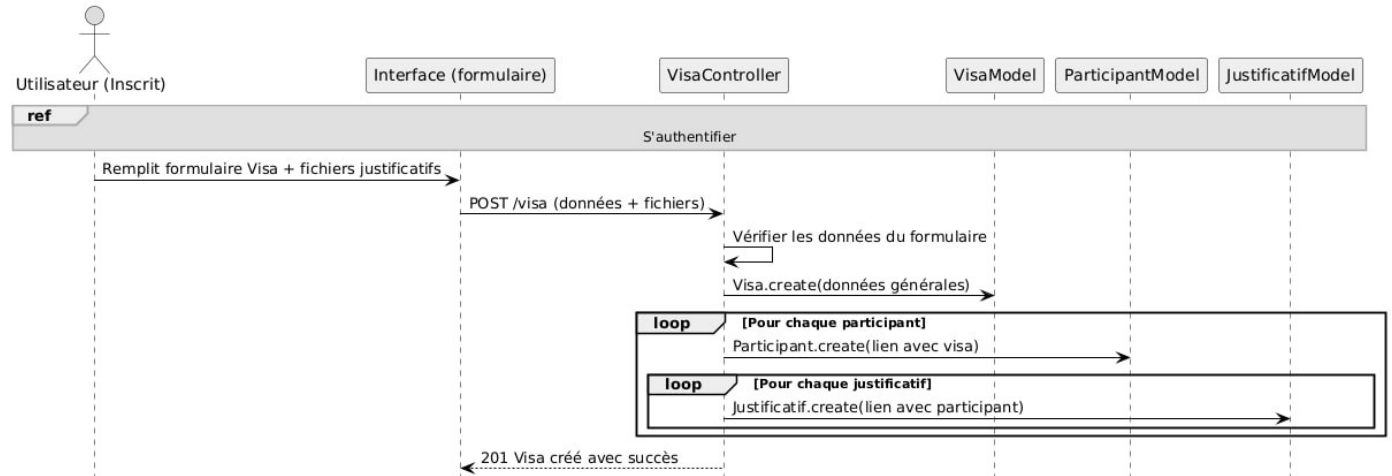 Utilisateur (Inscrit)
Interface (formulaire)
VisaController
VisaModel
ParticipantModel
JustificatifModel
ref
S'authentifier
Remplit formulaire Visa + fichiers justificatifs
POST /visa (données + fichiers)
Vérifier les données du formulaire
Visa.create(données générales)
loop [Pour chaque participant]
Participant.create(lien avec visa)
loop [Pour chaque justificatif]
Justificatif.create(lien avec participant)
201 Visa créé avec succès